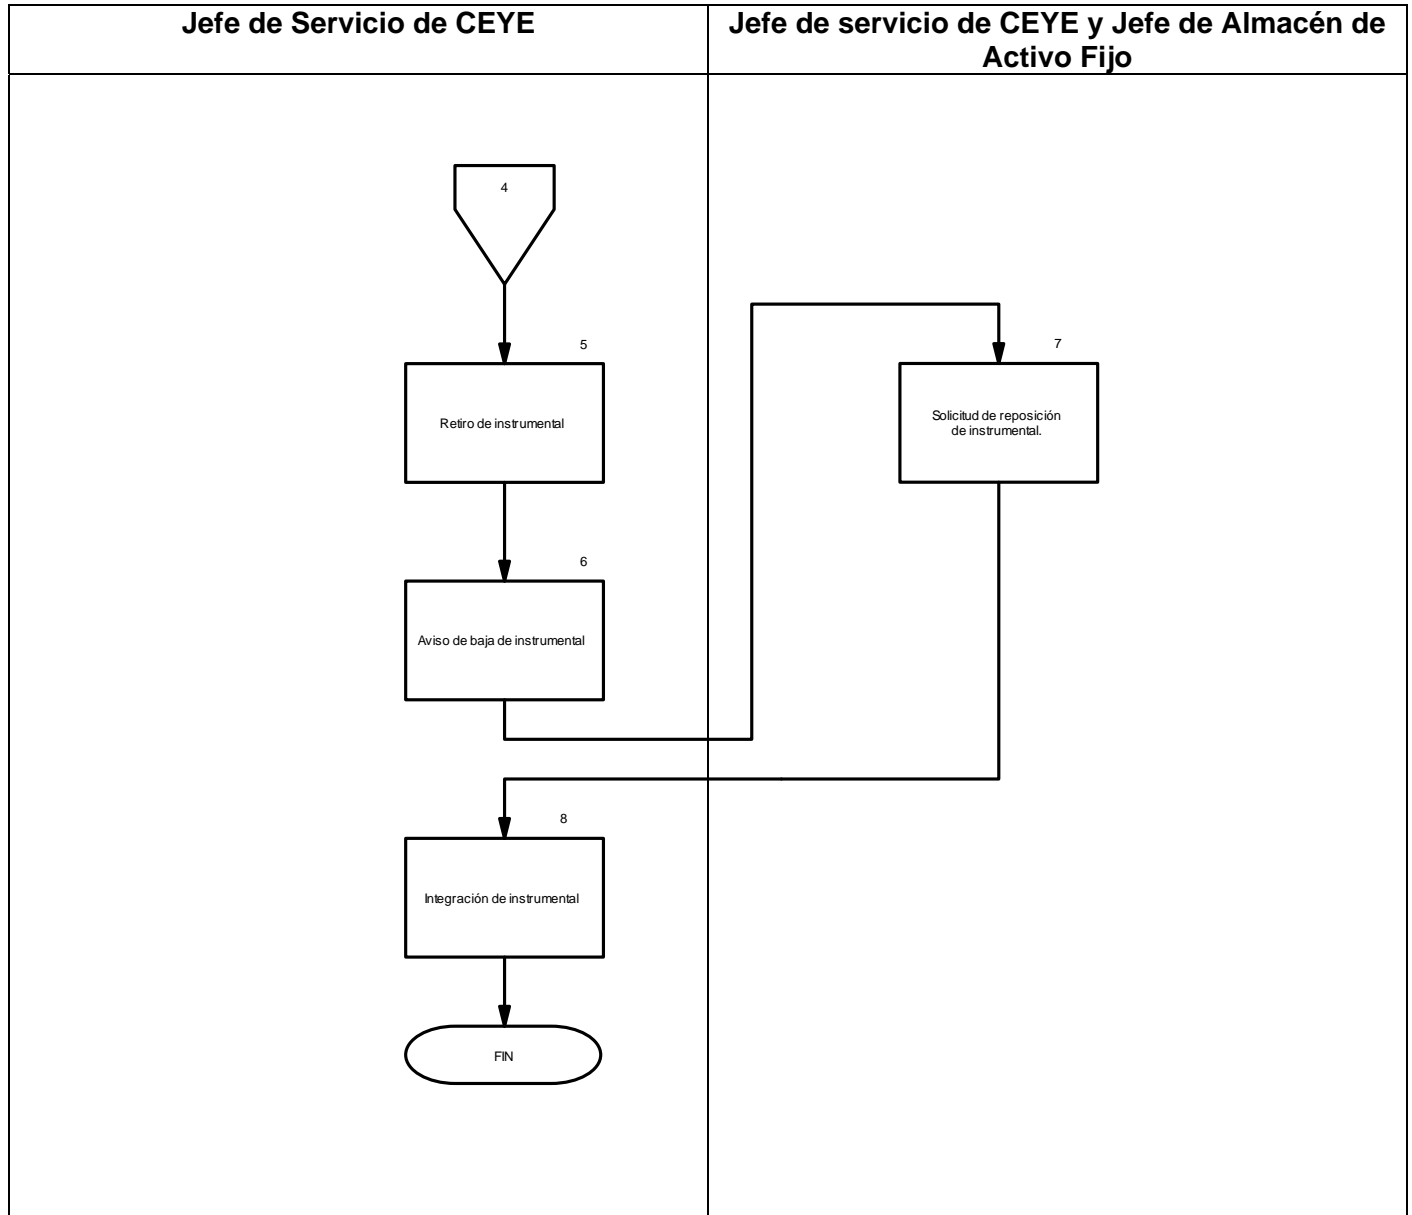 Jefe de Servicio de CEYE
Jefe de servicio de CEYE y Jefe de Almacén de
Activo Fijo
4
5
Retiro de instrumental
7
Solicitud de reposición
de instrumental.
6
Aviso de baja de instrumental
8
Integración de instrumental
FIN